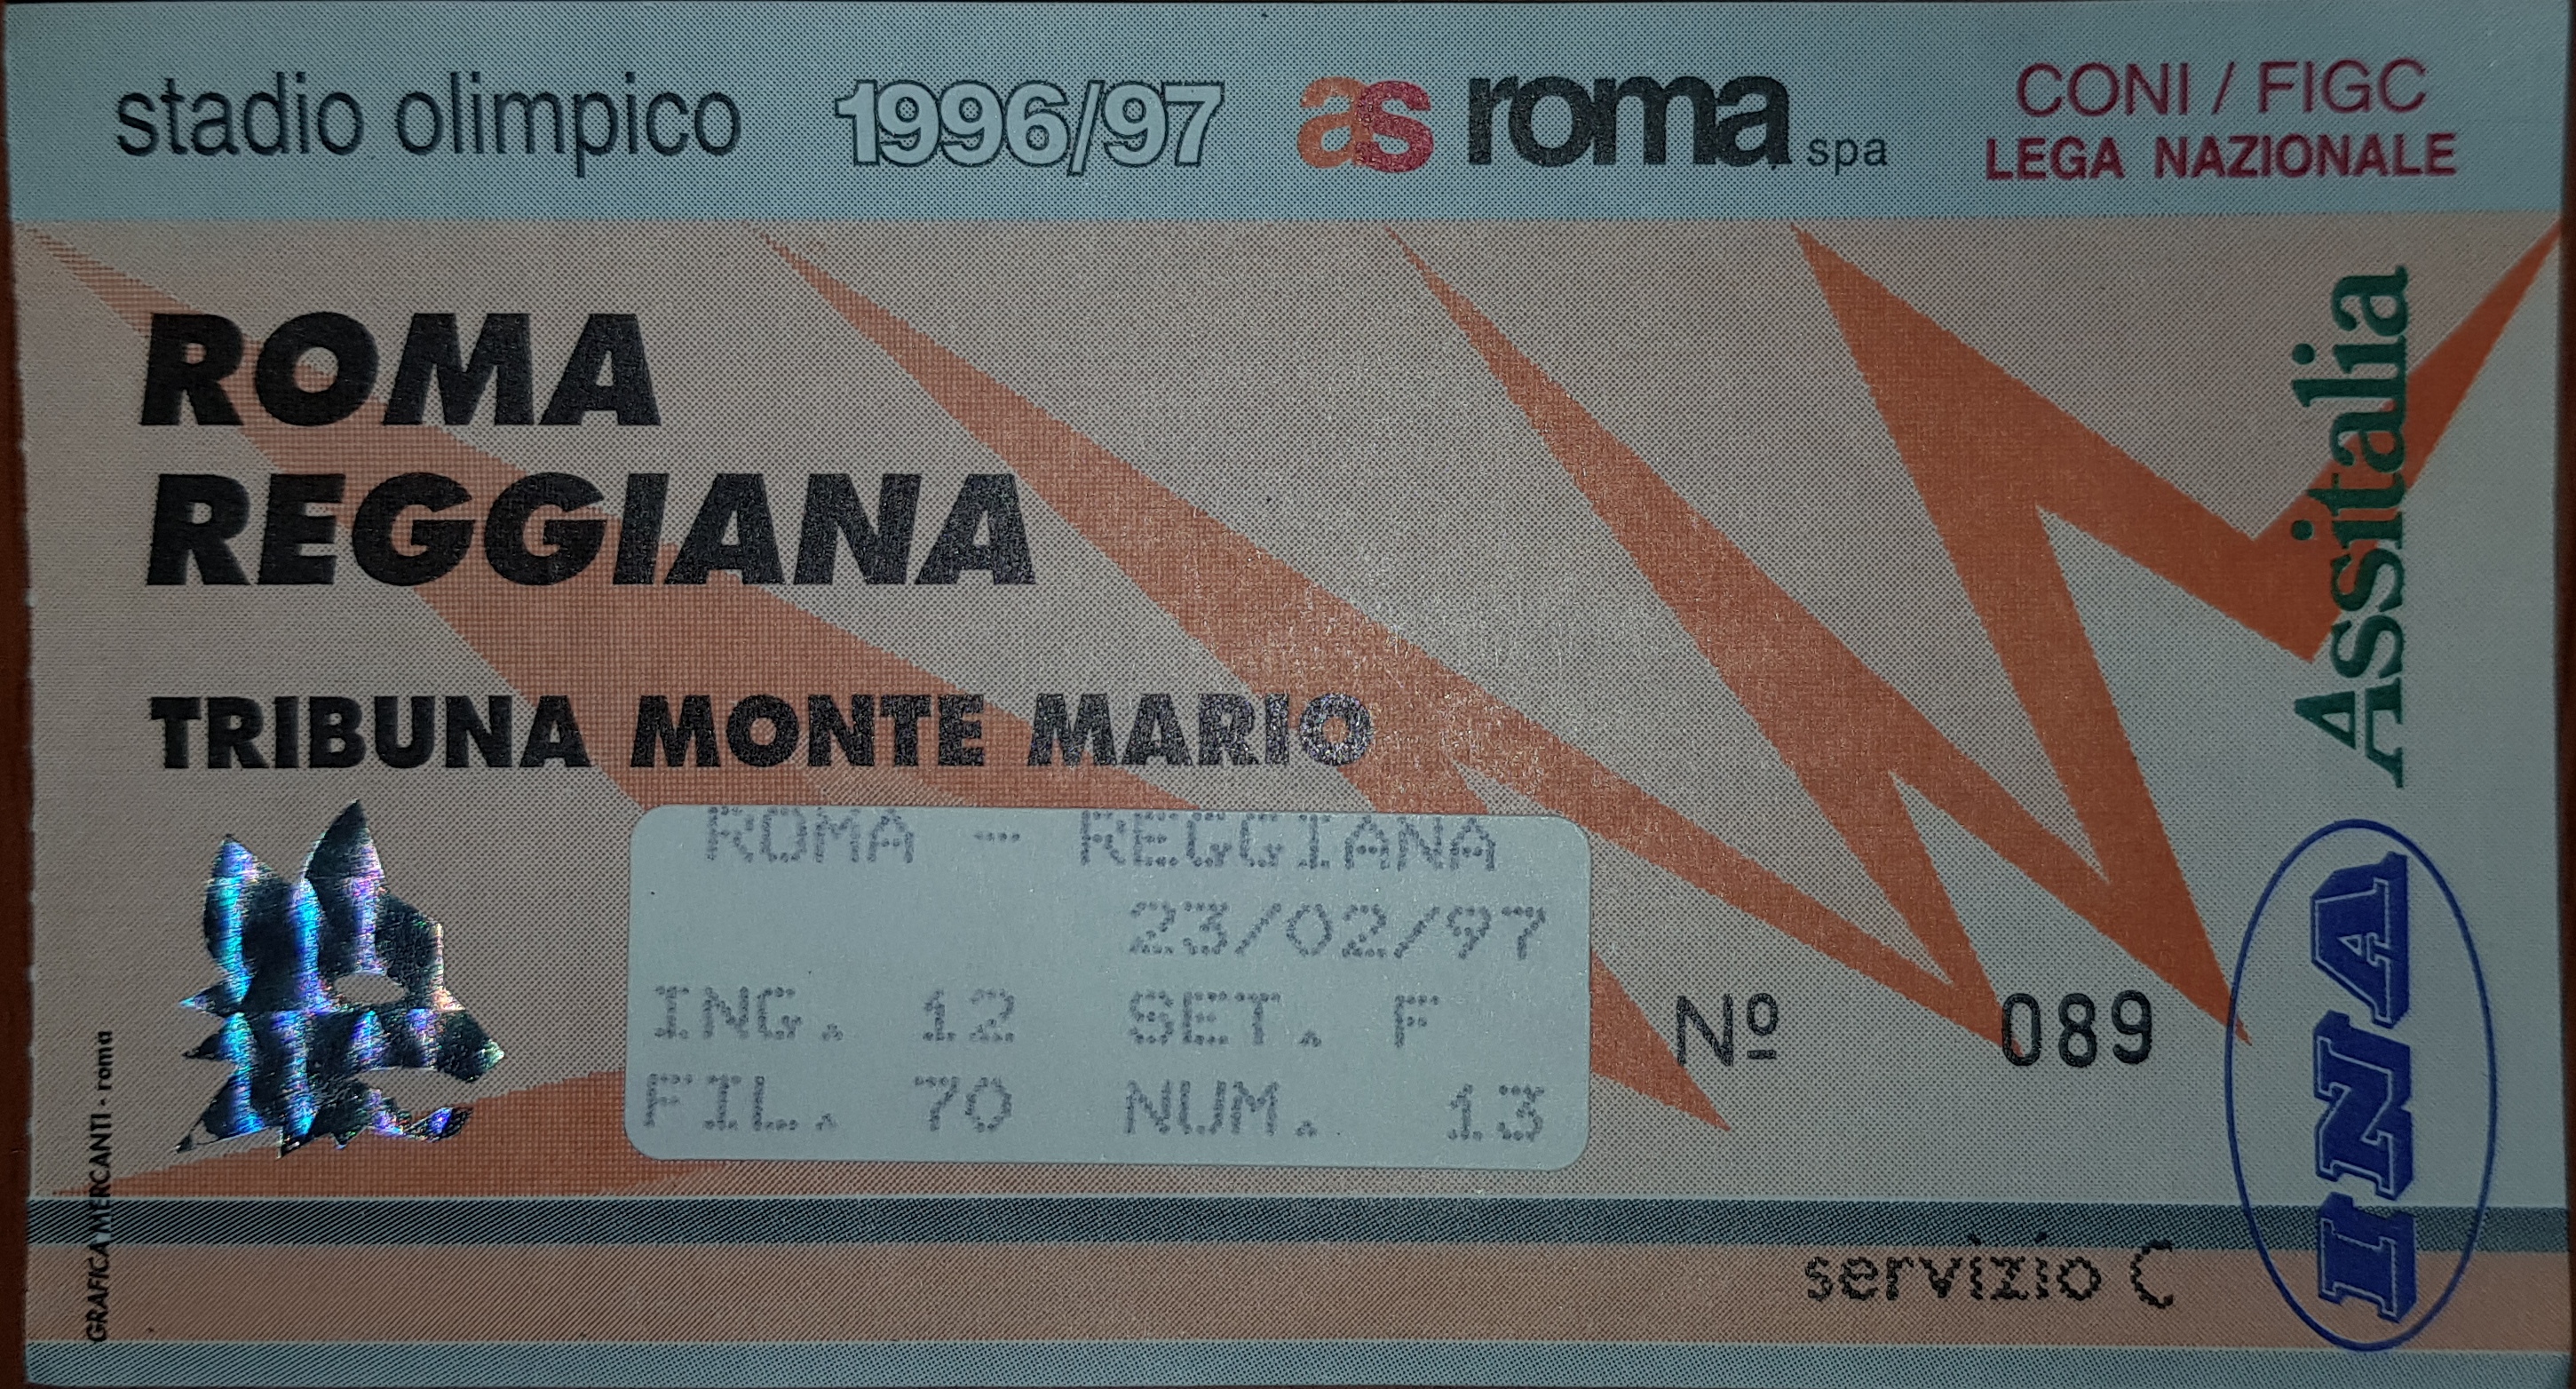 stadio olimpico 1996/97 as roma spa CONI / FIGC
LEGA NAZIONALE
ROMA
REGGIANA
TRIBUNA MONTE MARIO
ROMA - REGGIANA
23/02/97
ING. 12 SET. F
FIL. 70 NUM. 13
Nº 089
servizio C
GRAFICA MERCANTI - roma
Assitalia
INA